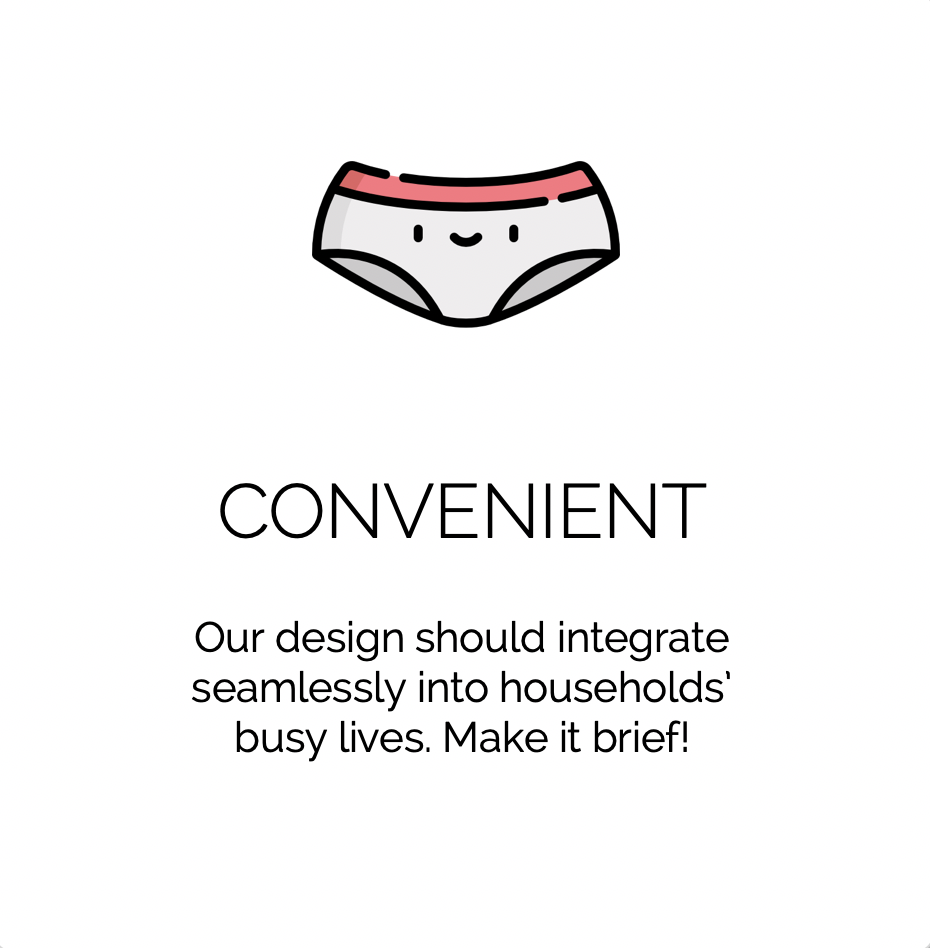 CONVENIENT
Our design should integrate
seamlessly into households’
busy lives. Make it brief!